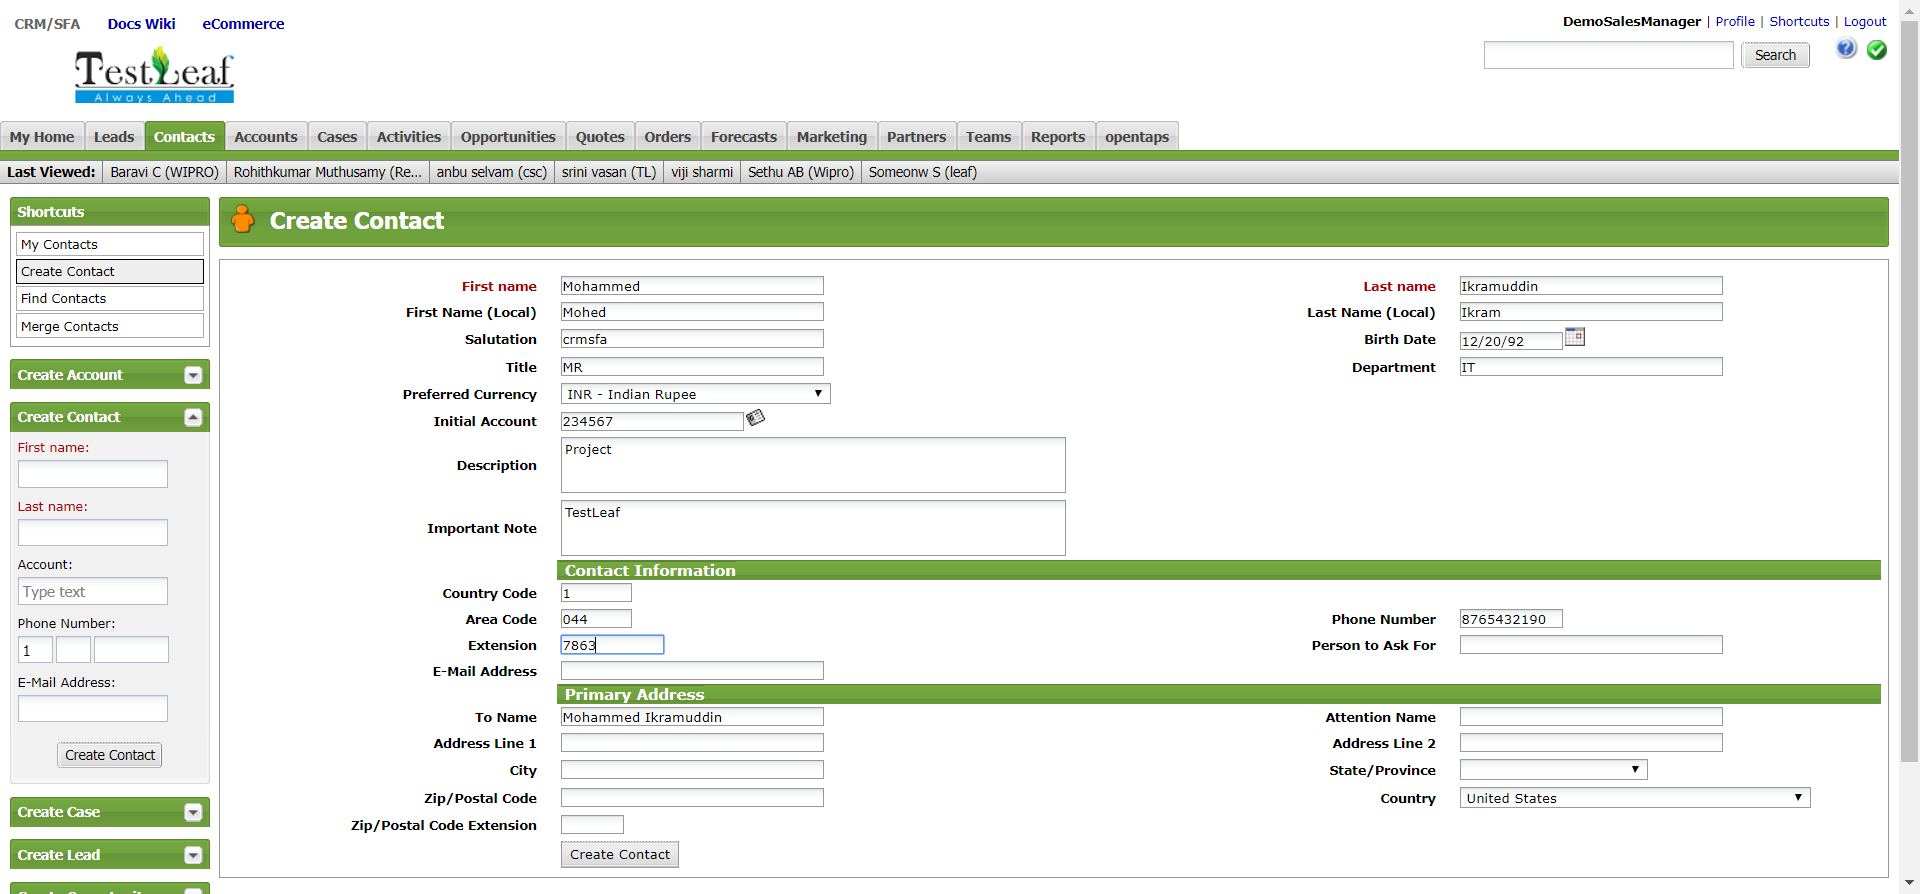 CRM/SFA Docs Wiki eCommerce
DemoSalesManager | Profile | Shortcuts | Logout
TestLeaf
Always Ahead
Search
My Home Leads Contacts Accounts Cases Activities Opportunities Quotes Orders Forecasts Marketing Partners Teams Reports opentaps
Last Viewed: Baravi C (WIPRO) Rohithkumar Muthusamy (Re... anbu selvam (csc) srini vasan (TL) viji sharmi Sethu AB (Wipro) Someonw S (leaf)
Shortcuts
My Contacts
Create Contact
Find Contacts
Merge Contacts
Create Account
Create Contact
First name:
Last name:
Account:
Type text
Phone Number:
1
E-Mail Address:
Create Contact
Create Case
Create Lead
Create Contact
First name Mohammed Last name Ikramuddin
First Name (Local) Mohed Last Name (Local) Ikram
Salutation crmsfa Birth Date 12/20/92
Title MR Department IT
Preferred Currency INR - Indian Rupee
Initial Account 234567
Description Project
Important Note TestLeaf
Contact Information
Country Code 1
Area Code 044 Phone Number 8765432190
Extension 7863 Person to Ask For
E-Mail Address
Primary Address
To Name Mohammed Ikramuddin Attention Name
Address Line 1 Address Line 2
City State/Province
Zip/Postal Code Country United States
Zip/Postal Code Extension
Create Contact